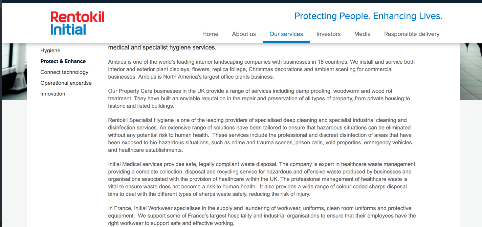 Rentokil
Initial
Protecting People. Enhancing Lives.
Home About us Our services Investors Media Responsible delivery
Hygiene
Protect & Enhance
Connect technology
Operational expertise
Innovation
medical and specialist hygiene services.
Ambius is one of the world's leading interior landscaping companies with businesses in 16 countries. We install and service both
interior and exterior plant displays, flowers, replica foliage, Christmas decorations and ambient scenting for commercial
businesses. Ambius is North America's largest office plants business.
Our Property Care businesses in the UK provide a range of services including damp proofing, woodworm and wood rot
treatment. They have built an enviable reputation in the repair and preservation of all types of property, from private housing to
historic and listed buildings.
Rentokil Specialist Hygiene is one of the leading providers of specialised deep cleaning and specialist industrial cleaning and
disinfection services. An extensive range of solutions have been tailored to ensure that hazardous situations can be eliminated
without any potential risk to human health. These services include the professional and discreet disinfection of areas that have
been exposed to bio-hazardous situations, such as crime and trauma scenes, prison cells, void properties, emergency vehicles
and healthcare establishments.
Initial Medical services provides safe, legally compliant waste disposal. The company is expert in healthcare waste management
providing a complete collection, disposal and recycling service for hazardous and offensive waste produced by businesses and
organisations associated with the provision of healthcare within the UK. The professional management of healthcare waste is
vital to ensure waste does not become a risk to human health. It also provides a wide range of colour-coded sharps disposal
bins to deal with the different types of sharps waste safely, reducing the risk of injury.
In France, Initial Workwear specialises in the supply and laundering of workwear, uniforms, clean room uniforms and protective
equipment. We support some of France's largest hospitality and industrial organisations to ensure that their employees have the
right workwear to support safe and effective working.